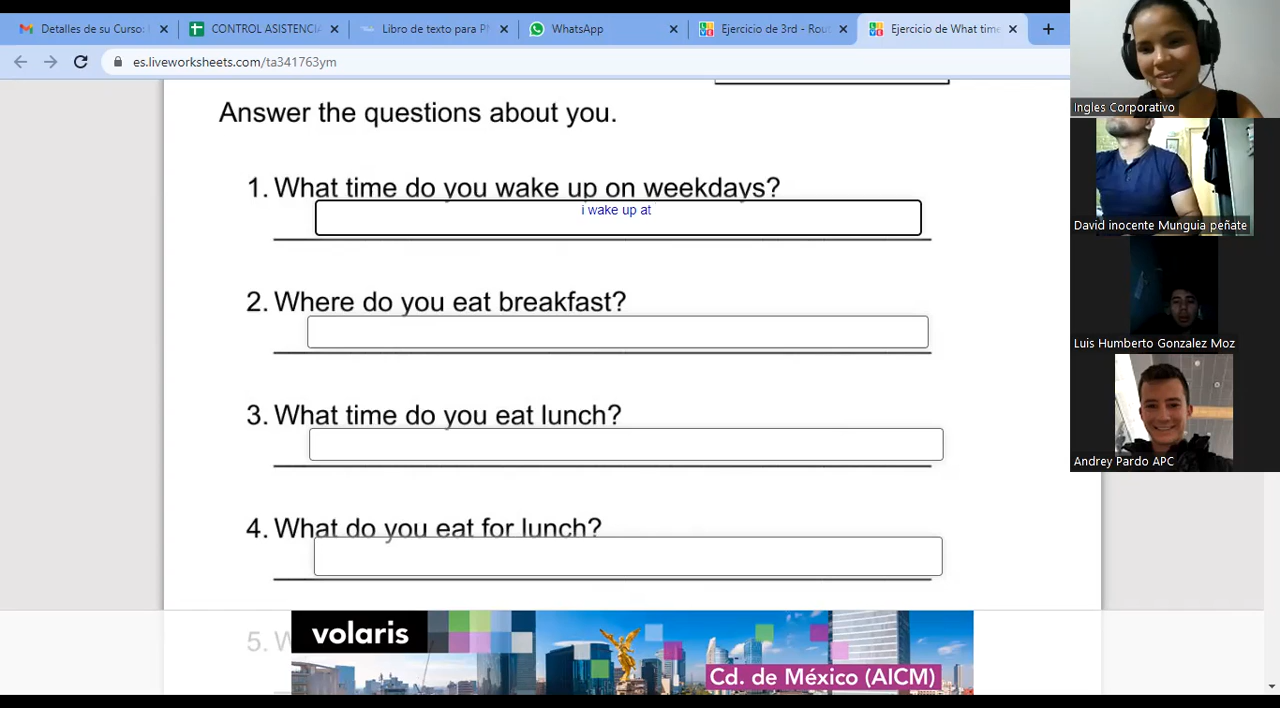 Detalles de su Curso:
CONTROL ASISTENCIA
Libro de texto para P
WhatsApp
Ejercicio de 3rd - Rou
Ejercicio de What time
es.liveworksheets.com/ta341763ym
Answer the questions about you.
1. What time do you wake up on weekdays?
i wake up at
2. Where do you eat breakfast?
3. What time do you eat lunch?
4. What do you eat for lunch?
5. W
volaris
Cd. de México (AICM)
Ingles Corporativo
David inocente Munguia peñate
Luis Humberto Gonzalez Moz
Andrey Pardo APC